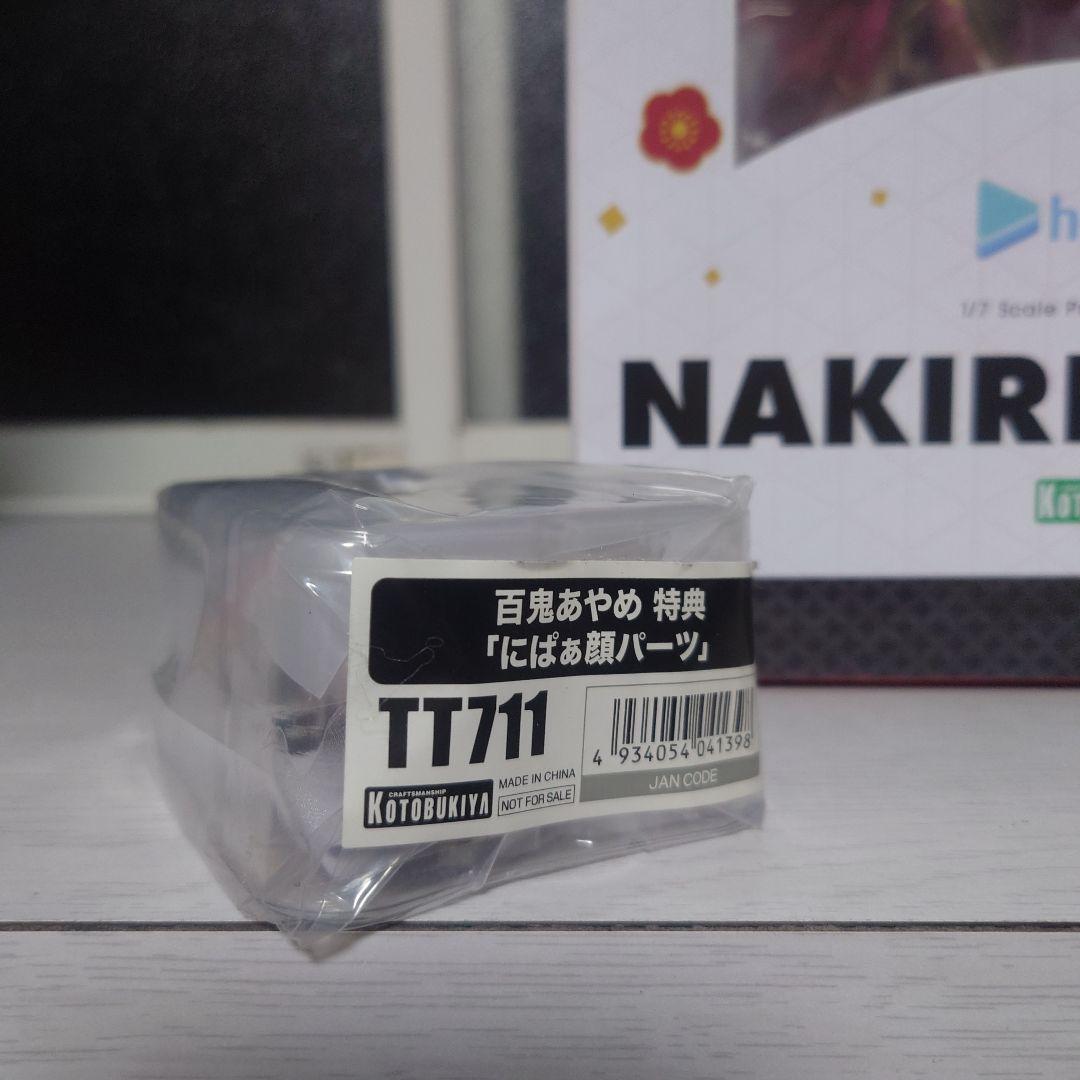 h
1/7 Scale P
NAKIRI
KOT
百鬼あやめ 特典
「にぱぁ顔パーツ」
TT711
4 934054 041398
JAN CODE
CRAFTSMANSHIP
KOTOBUKIYA
MADE IN CHINA
NOT FOR SALE